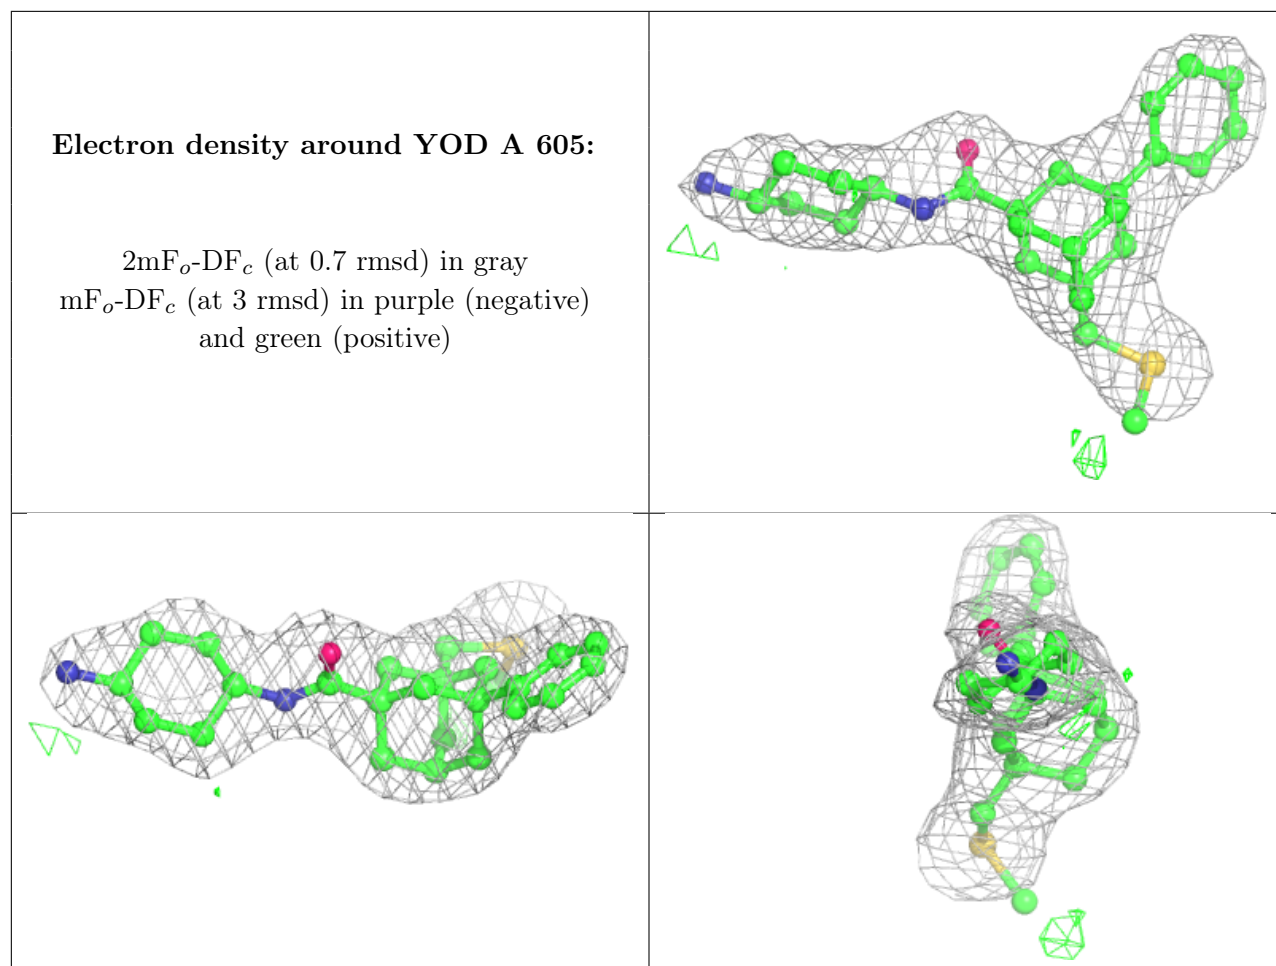 Electron density around YOD A 605:
2mFo-DFc (at 0.7 rmsd) in gray
mFo-DFc (at 3 rmsd) in purple (negative)
and green (positive)